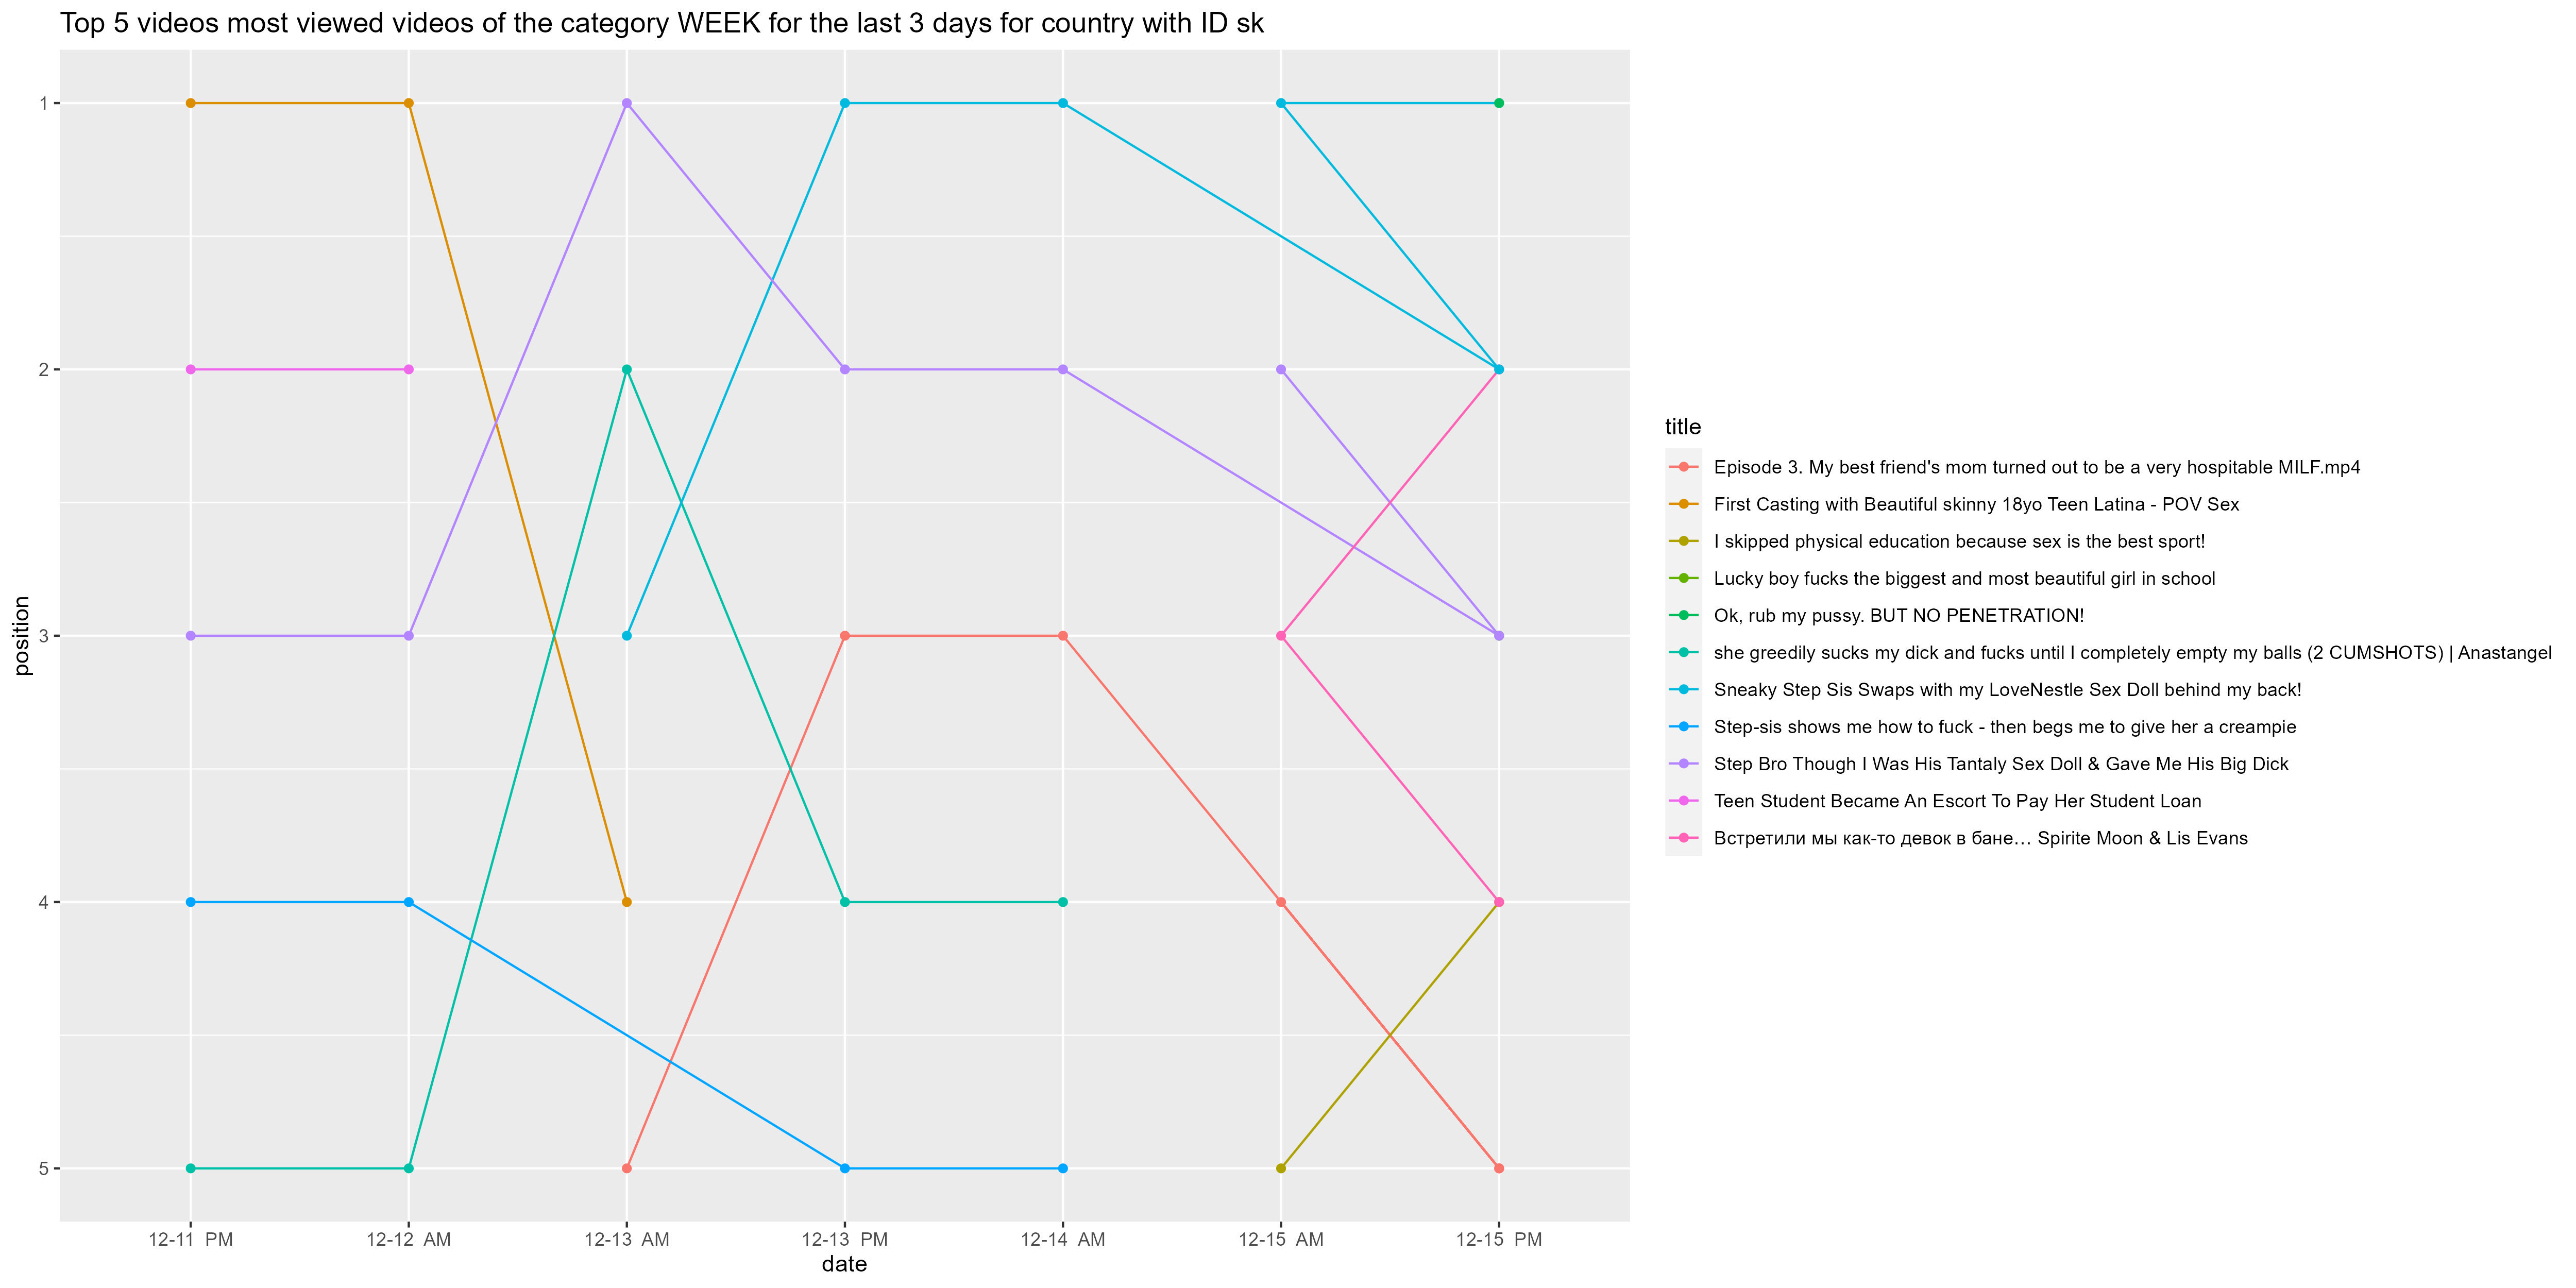 Top 5 videos most viewed videos of the category WEEK for the last 3 days for country with ID sk
position
1
2
3
4
5
12-11 PM
12-12 AM
12-13 AM
12-13 PM
12-14 AM
12-15 AM
12-15 PM
date
title
Episode 3. My best friend's mom turned out to be a very hospitable MILF.mp4
First Casting with Beautiful skinny 18yo Teen Latina - POV Sex
I skipped physical education because sex is the best sport!
Lucky boy fucks the biggest and most beautiful girl in school
Ok, rub my pussy. BUT NO PENETRATION!
she greedily sucks my dick and fucks until I completely empty my balls (2 CUMSHOTS) | Anastangel
Sneaky Step Sis Swaps with my LoveNestle Sex Doll behind my back!
Step-sis shows me how to fuck - then begs me to give her a creampie
Step Bro Though I Was His Tantaly Sex Doll & Gave Me His Big Dick
Teen Student Became An Escort To Pay Her Student Loan
Встретили мы как-то девок в бане… Spirite Moon & Lis Evans